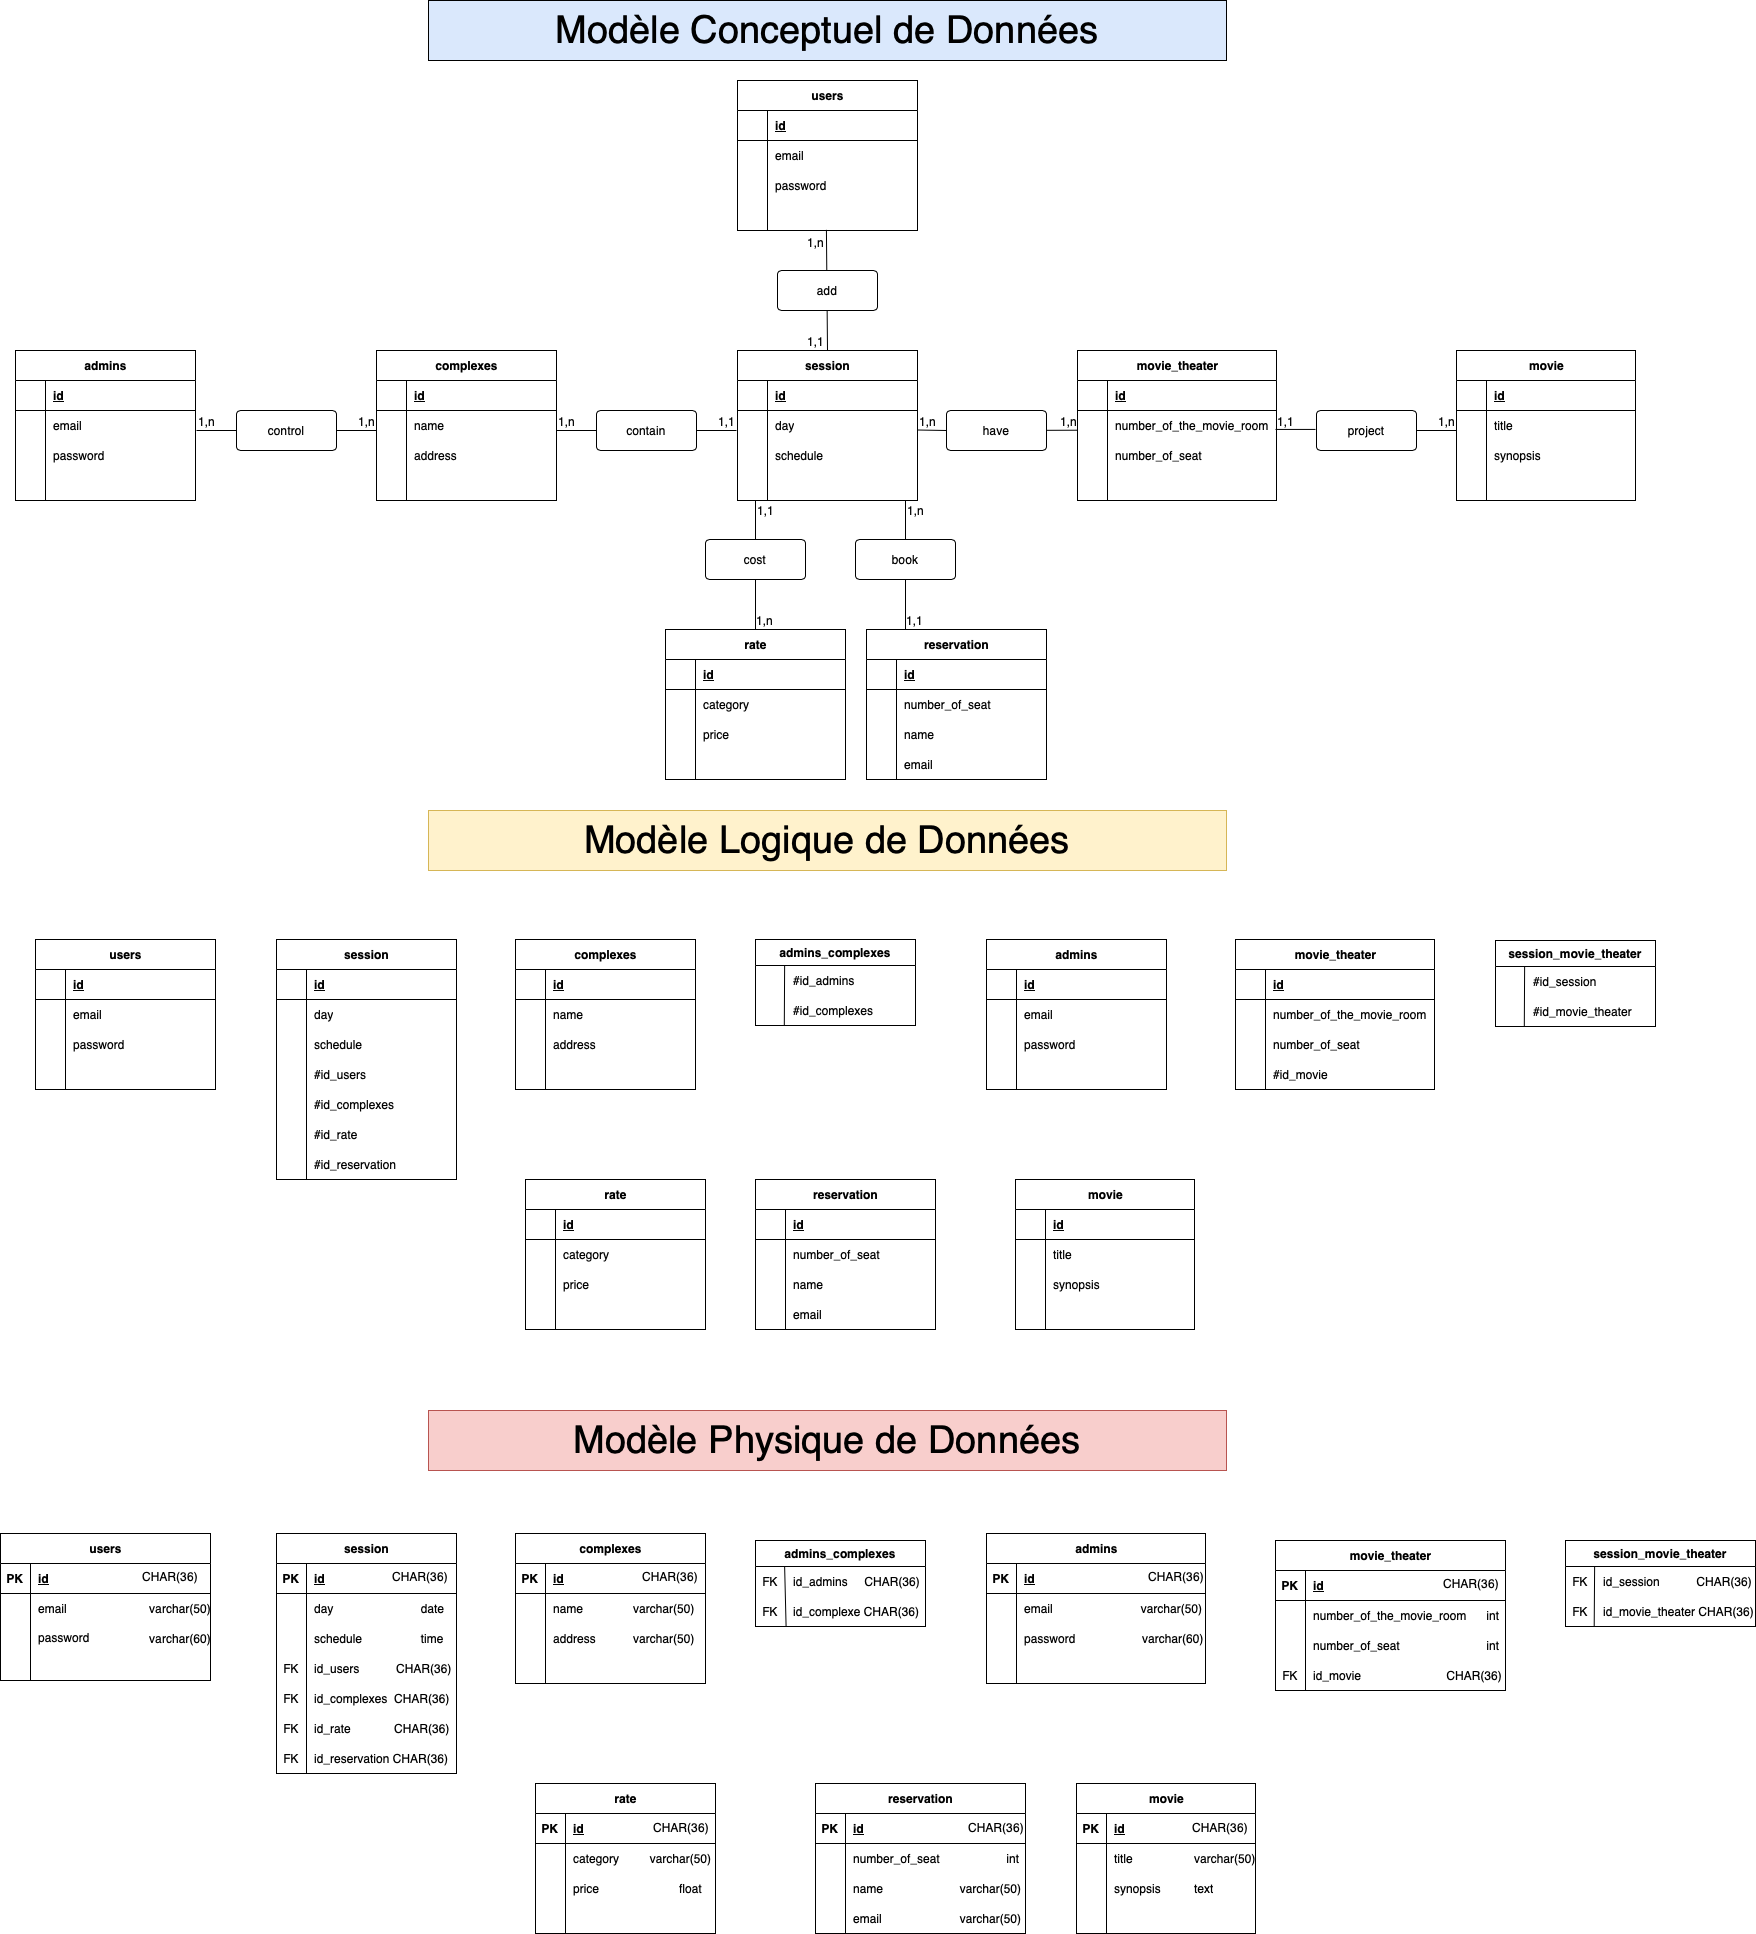 Modèle Conceptuel de Données
users
id
email
password
1,n
add
1,1
admins
id
email
password
1,n
control
1,n
complexes
id
name
address
1,n
contain
1,1
session
id
day
schedule
1,n
have
1,n
movie_theater
id
number_of_the_movie_room
number_of_seat
1,1
project
1,n
movie
id
title
synopsis
1,1
cost
1,n
1,n
book
1,1
rate
id
category
price
reservation
id
number_of_seat
name
email
Modèle Logique de Données
users
id
email
password
session
id
day
schedule
#id_users
#id_complexes
#id_rate
#id_reservation
complexes
id
name
address
admins_complexes
#id_admins
#id_complexes
admins
id
email
password
movie_theater
id
number_of_the_movie_room
number_of_seat
#id_movie
session_movie_theater
#id_session
#id_movie_theater
rate
id
category
price
reservation
id
number_of_seat
name
email
movie
id
title
synopsis
Modèle Physique de Données
users
PK id CHAR(36)
email varchar(50)
password varchar(60)
session
PK id CHAR(36)
day date
schedule time
FK id_users CHAR(36)
FK id_complexes CHAR(36)
FK id_rate CHAR(36)
FK id_reservation CHAR(36)
complexes
PK id CHAR(36)
name varchar(50)
address varchar(50)
admins_complexes
FK id_admins CHAR(36)
FK id_complexe CHAR(36)
admins
PK id CHAR(36)
email varchar(50)
password varchar(60)
movie_theater
PK id CHAR(36)
number_of_the_movie_room int
number_of_seat int
FK id_movie CHAR(36)
session_movie_theater
FK id_session CHAR(36)
FK id_movie_theater CHAR(36)
rate
PK id CHAR(36)
category varchar(50)
price float
reservation
PK id CHAR(36)
number_of_seat int
name varchar(50)
email varchar(50)
movie
PK id CHAR(36)
title varchar(50)
synopsis text